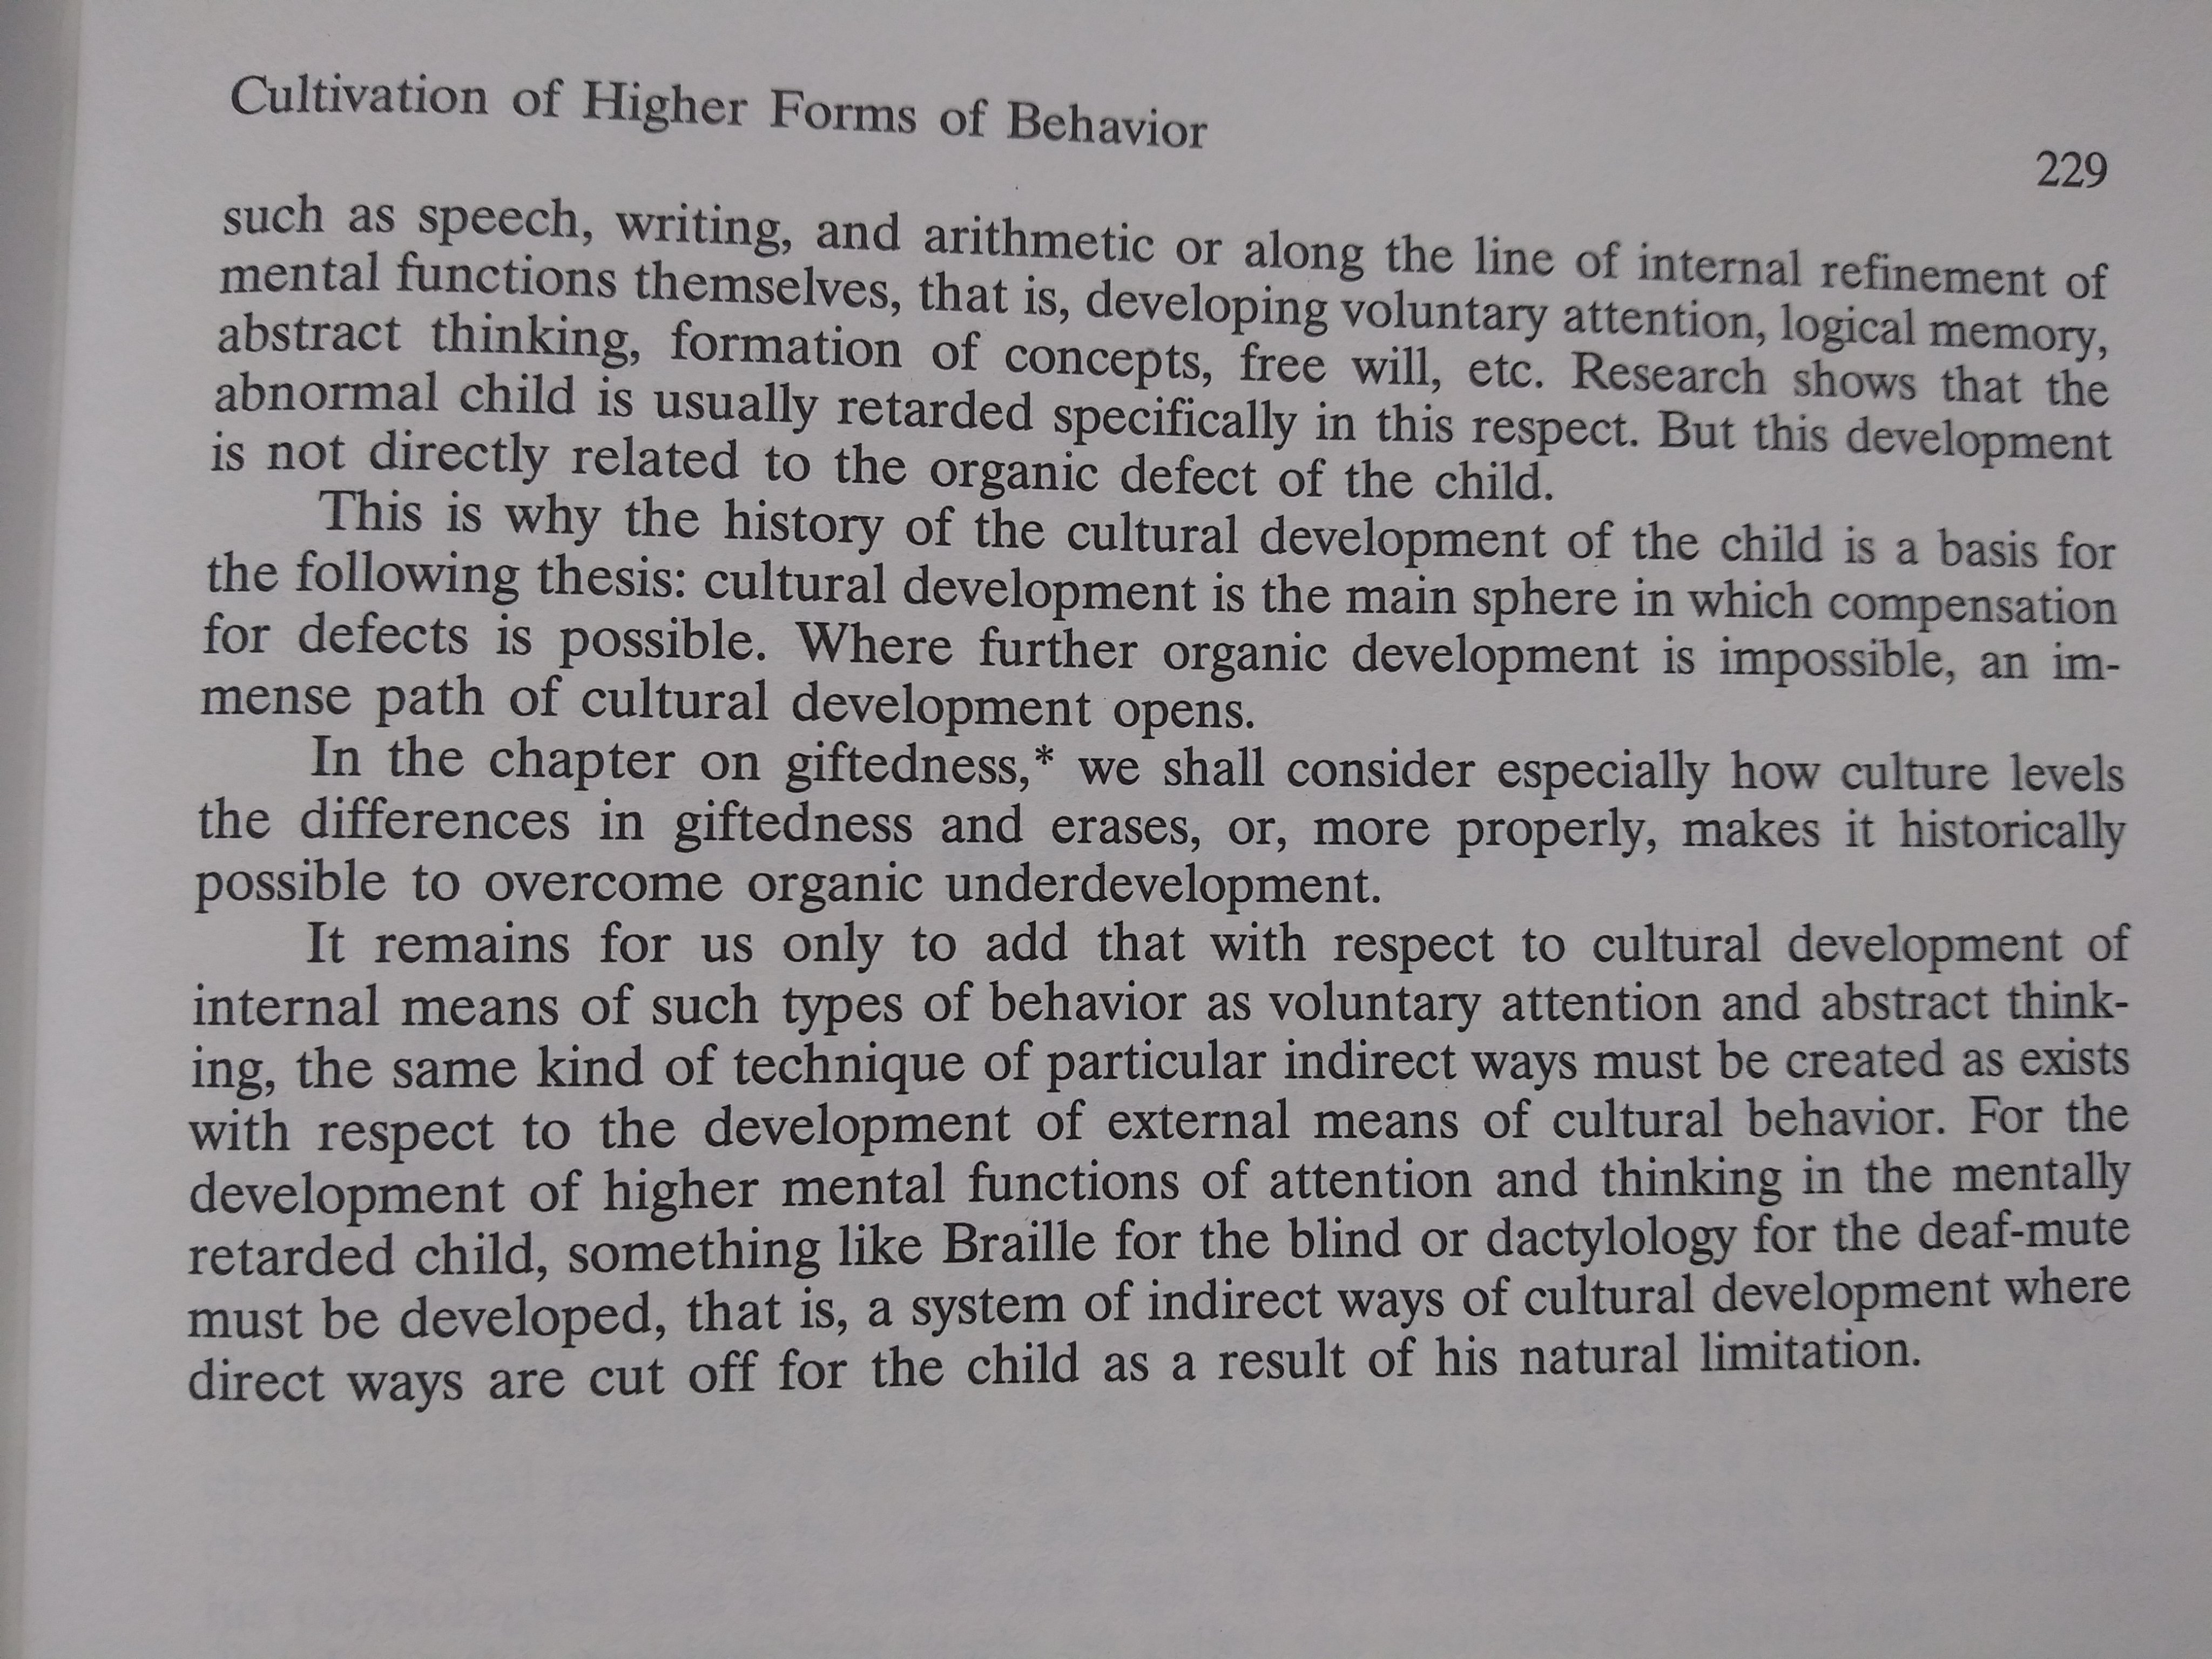 Cultivation of Higher Forms of Behavior
229
such as speech, writing, and arithmetic or along the line of internal refinement of
mental functions themselves, that is, developing voluntary attention, logical memory,
abstract thinking, formation of concepts, free will, etc. Research shows that the
abnormal child is usually retarded specifically in this respect. But this development
is not directly related to the organic defect of the child.
This is why the history of the cultural development of the child is a basis for
the following thesis: cultural development is the main sphere in which compensation
for defects is possible. Where further organic development is impossible, an im-
mense path of cultural development opens.
In the chapter on giftedness,* we shall consider especially how culture levels
the differences in giftedness and erases, or, more properly, makes it historically
possible to overcome organic underdevelopment.
It remains for us only to add that with respect to cultural development of
internal means of such types of behavior as voluntary attention and abstract think-
ing, the same kind of technique of particular indirect ways must be created as exists
with respect to the development of external means of cultural behavior. For the
development of higher mental functions of attention and thinking in the mentally
retarded child, something like Braille for the blind or dactylology for the deaf-mute
must be developed, that is, a system of indirect ways of cultural development where
direct ways are cut off for the child as a result of his natural limitation.